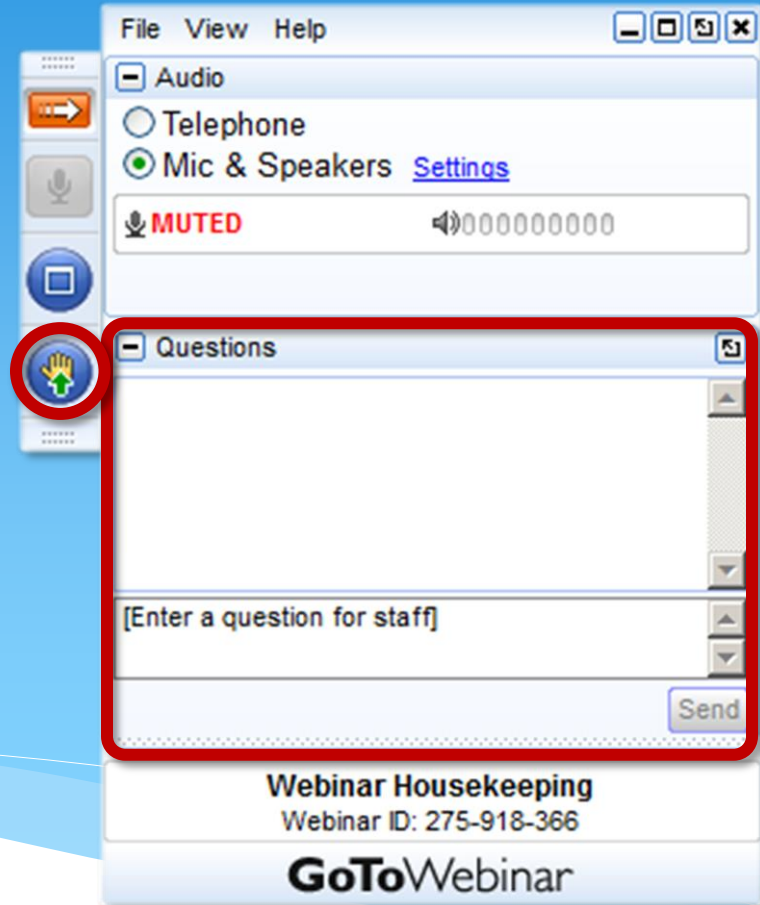 File View Help
Audio
Telephone
Mic & Speakers Settings
MUTED 000000000
Questions
[Enter a question for staff]
Send
Webinar Housekeeping
Webinar ID: 275-918-366
GoToWebinar